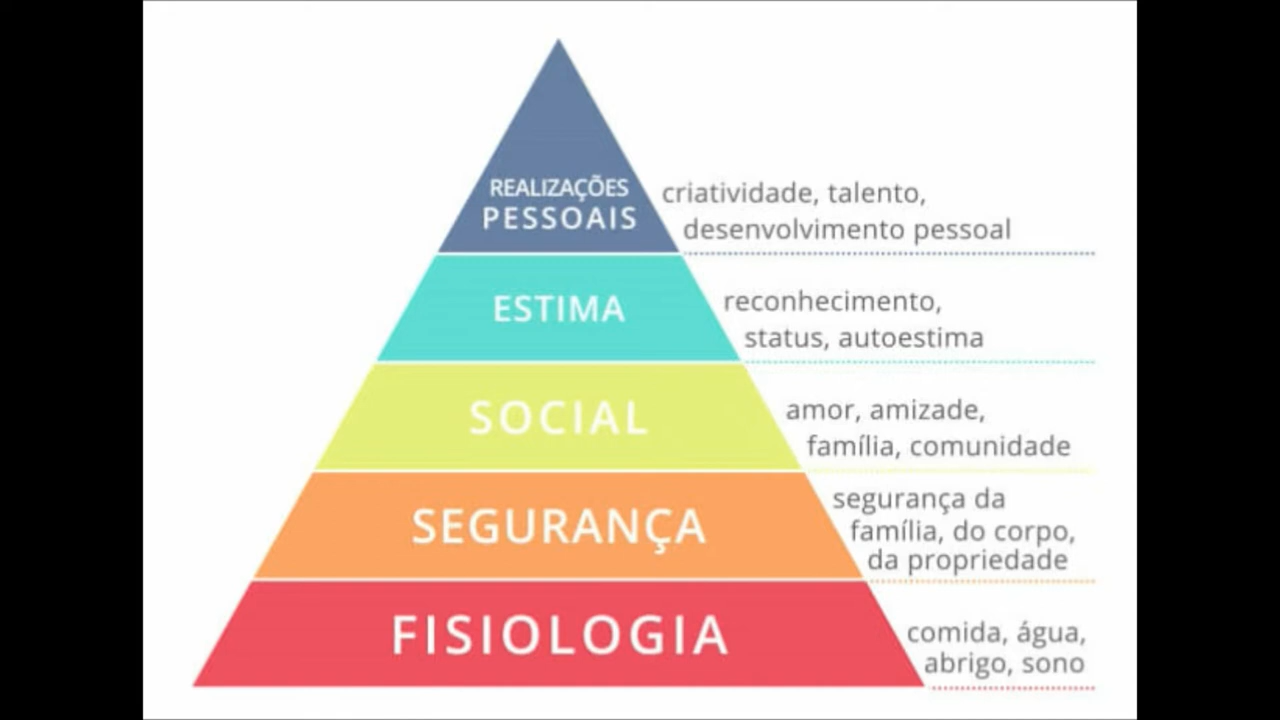 REALIZAÇÕES
PESSOAIS
criatividade, talento,
desenvolvimento pessoal
ESTIMA
reconhecimento,
status, autoestima
SOCIAL
amor, amizade,
família, comunidade
SEGURANÇA
segurança da
família, do corpo,
da propriedade
FISIOLOGIA
comida, água,
abrigo, sono